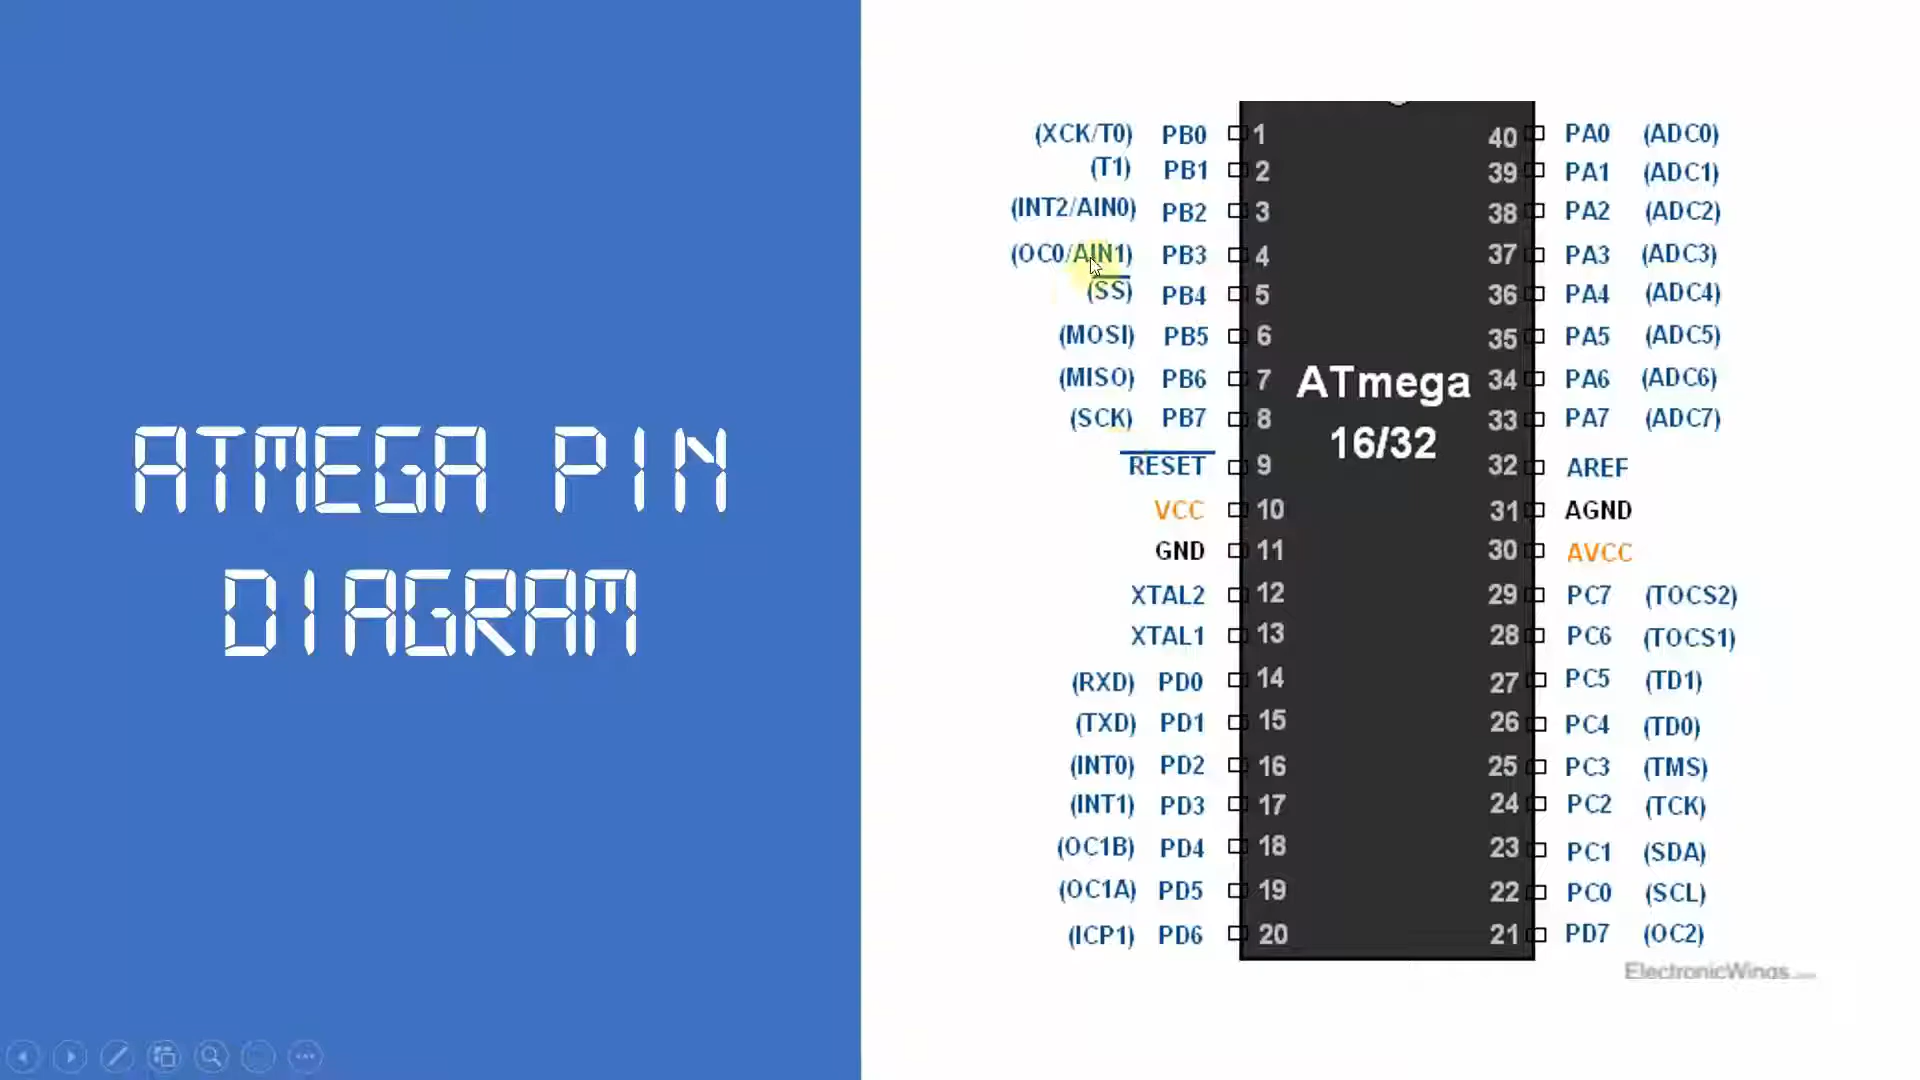 ATMEGA PIN
DIAGRAM
(XCK/T0) PB0 1 40 PA0 (ADC0)
(T1) PB1 2 39 PA1 (ADC1)
(INT2/AIN0) PB2 3 38 PA2 (ADC2)
(OC0/AIN1) PB3 4 37 PA3 (ADC3)
(SS) PB4 5 36 PA4 (ADC4)
(MOSI) PB5 6 35 PA5 (ADC5)
(MISO) PB6 7 ATmega 34 PA6 (ADC6)
(SCK) PB7 8 16/32 33 PA7 (ADC7)
RESET 9 32 AREF
VCC 10 31 AGND
GND 11 30 AVCC
XTAL2 12 29 PC7 (TOCS2)
XTAL1 13 28 PC6 (TOCS1)
(RXD) PD0 14 27 PC5 (TD1)
(TXD) PD1 15 26 PC4 (TD0)
(INT0) PD2 16 25 PC3 (TMS)
(INT1) PD3 17 24 PC2 (TCK)
(OC1B) PD4 18 23 PC1 (SDA)
(OC1A) PD5 19 22 PC0 (SCL)
(ICP1) PD6 20 21 PD7 (OC2)
ElectronicWings